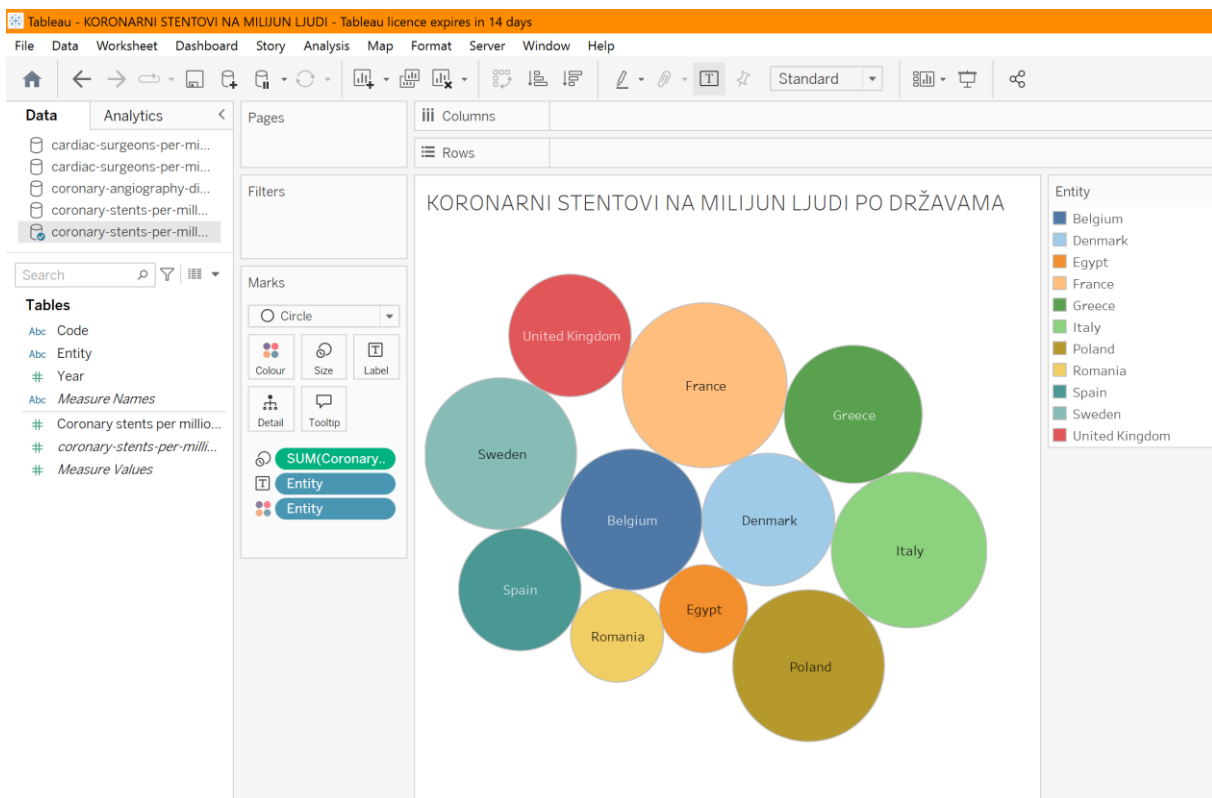 Tableau - KORONARNI STENTOVI NA MILIJUN LJUDI - Tableau licence expires in 14 days
File Data Worksheet Dashboard Story Analysis Map Format Server Window Help
Standard
Data Analytics
cardiac-surgeons-per-mi...
cardiac-surgeons-per-mi...
coronary-angiography-di...
coronary-stents-per-mill...
coronary-stents-per-mill...
Search
Tables
Abc Code
Abc Entity
# Year
Abc Measure Names
# Coronary stents per millio...
# coronary-stents-per-milli...
# Measure Values
Pages
Filters
Marks
Circle
Colour Size Label
Detail Tooltip
SUM(Coronary..
Entity
Entity
Columns
Rows
KORONARNI STENTOVI NA MILIJUN LJUDI PO DRŽAVAMA
United Kingdom
France
Greece
Sweden
Belgium
Denmark
Italy
Spain
Egypt
Romania
Poland
Entity
Belgium
Denmark
Egypt
France
Greece
Italy
Poland
Romania
Spain
Sweden
United Kingdom